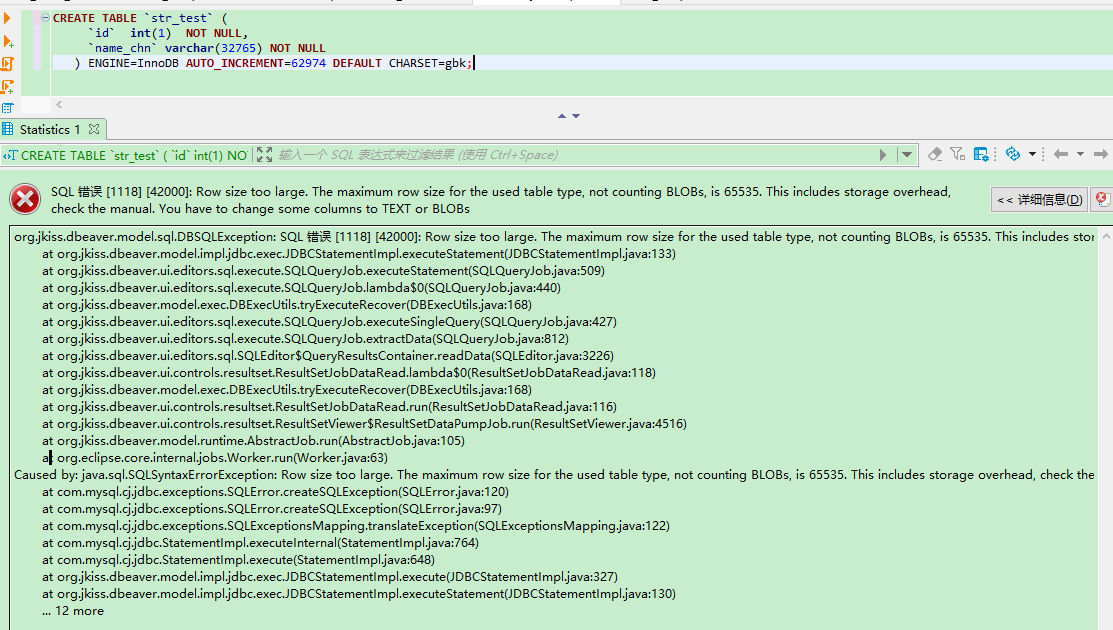 CREATE TABLE `str_test` (
`id` int(1) NOT NULL,
`name_chn` varchar(32765) NOT NULL
) ENGINE=InnoDB AUTO_INCREMENT=62974 DEFAULT CHARSET=gbk;
Statistics 1
CREATE TABLE `str_test` ( `id` int(1) NO 输入一个 SQL 表达式来过滤结果 (使用 Ctrl+Space)
SQL 错误 [1118] [42000]: Row size too large. The maximum row size for the used table type, not counting BLOBs, is 65535. This includes storage overhead,
check the manual. You have to change some columns to TEXT or BLOBs
<< 详细信息(D)
org.jkiss.dbeaver.model.sql.DBSQLException: SQL 错误 [1118] [42000]: Row size too large. The maximum row size for the used table type, not counting BLOBs, is 65535. This includes stor
at org.jkiss.dbeaver.model.impl.jdbc.exec.JDBCStatementImpl.executeStatement(JDBCStatementImpl.java:133)
at org.jkiss.dbeaver.ui.editors.sql.execute.SQLQueryJob.executeStatement(SQLQueryJob.java:509)
at org.jkiss.dbeaver.ui.editors.sql.execute.SQLQueryJob.lambda$0(SQLQueryJob.java:440)
at org.jkiss.dbeaver.model.exec.DBExecUtils.tryExecuteRecover(DBExecUtils.java:168)
at org.jkiss.dbeaver.ui.editors.sql.execute.SQLQueryJob.executeSingleQuery(SQLQueryJob.java:427)
at org.jkiss.dbeaver.ui.editors.sql.execute.SQLQueryJob.extractData(SQLQueryJob.java:812)
at org.jkiss.dbeaver.ui.editors.sql.SQLEditor$QueryResultsContainer.readData(SQLEditor.java:3226)
at org.jkiss.dbeaver.ui.controls.resultset.ResultSetJobDataRead.lambda$0(ResultSetJobDataRead.java:118)
at org.jkiss.dbeaver.model.exec.DBExecUtils.tryExecuteRecover(DBExecUtils.java:168)
at org.jkiss.dbeaver.ui.controls.resultset.ResultSetJobDataRead.run(ResultSetJobDataRead.java:116)
at org.jkiss.dbeaver.ui.controls.resultset.ResultSetViewer$ResultSetDataPumpJob.run(ResultSetViewer.java:4516)
at org.jkiss.dbeaver.model.runtime.AbstractJob.run(AbstractJob.java:105)
at org.eclipse.core.internal.jobs.Worker.run(Worker.java:63)
Caused by: java.sql.SQLSyntaxErrorException: Row size too large. The maximum row size for the used table type, not counting BLOBs, is 65535. This includes storage overhead, check the
at com.mysql.cj.jdbc.exceptions.SQLError.createSQLException(SQLError.java:120)
at com.mysql.cj.jdbc.exceptions.SQLError.createSQLException(SQLError.java:97)
at com.mysql.cj.jdbc.exceptions.SQLExceptionsMapping.translateException(SQLExceptionsMapping.java:122)
at com.mysql.cj.jdbc.StatementImpl.executeInternal(StatementImpl.java:764)
at com.mysql.cj.jdbc.StatementImpl.execute(StatementImpl.java:648)
at org.jkiss.dbeaver.model.impl.jdbc.exec.JDBCStatementImpl.execute(JDBCStatementImpl.java:327)
at org.jkiss.dbeaver.model.impl.jdbc.exec.JDBCStatementImpl.executeStatement(JDBCStatementImpl.java:130)
... 12 more